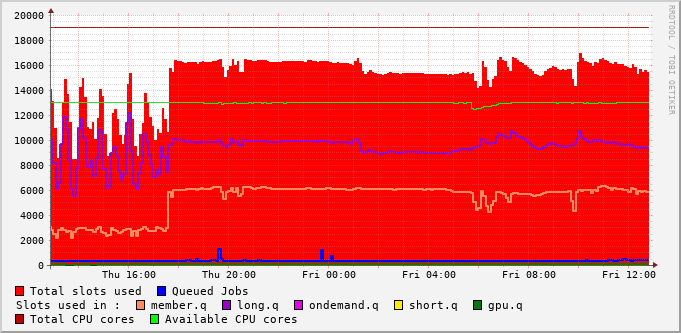 20000
18000
16000
14000
12000
10000
8000
6000
4000
2000
0
Thu 16:00 Thu 20:00 Fri 00:00 Fri 04:00 Fri 08:00 Fri 12:00
RRDTOOL / TOBI OETIKER
Total slots used Queued Jobs
Slots used in : member.q long.q ondemand.q short.q gpu.q
Total CPU cores Available CPU cores